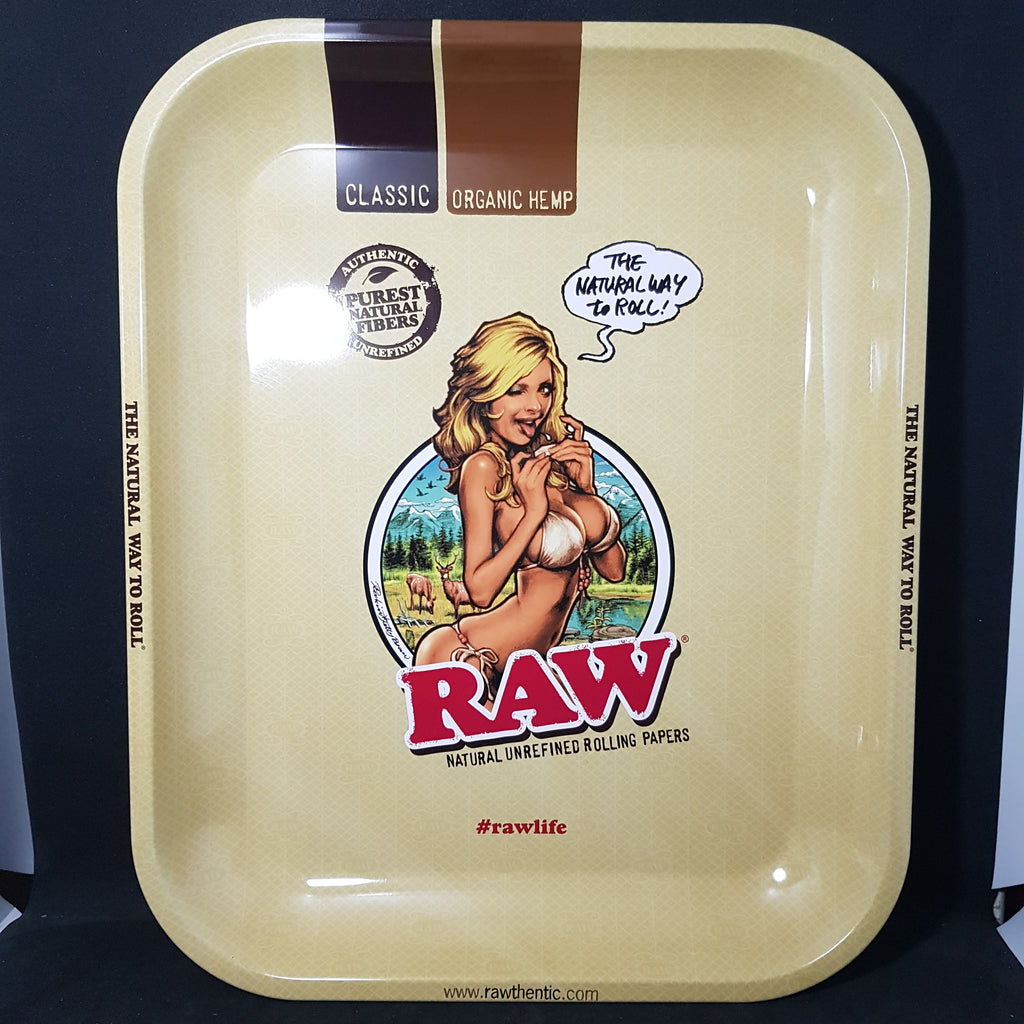 CLASSIC
ORGANIC HEMP
AUTHENTIC
PUREST
NATURAL
FIBERS
UNREFINED
THE
NATURAL WAY
to ROLL!
THE NATURAL WAY TO ROLL®
THE NATURAL WAY TO ROLL®
RAW®
NATURAL UNREFINED ROLLING PAPERS
#rawlife
www.rawthentic.com